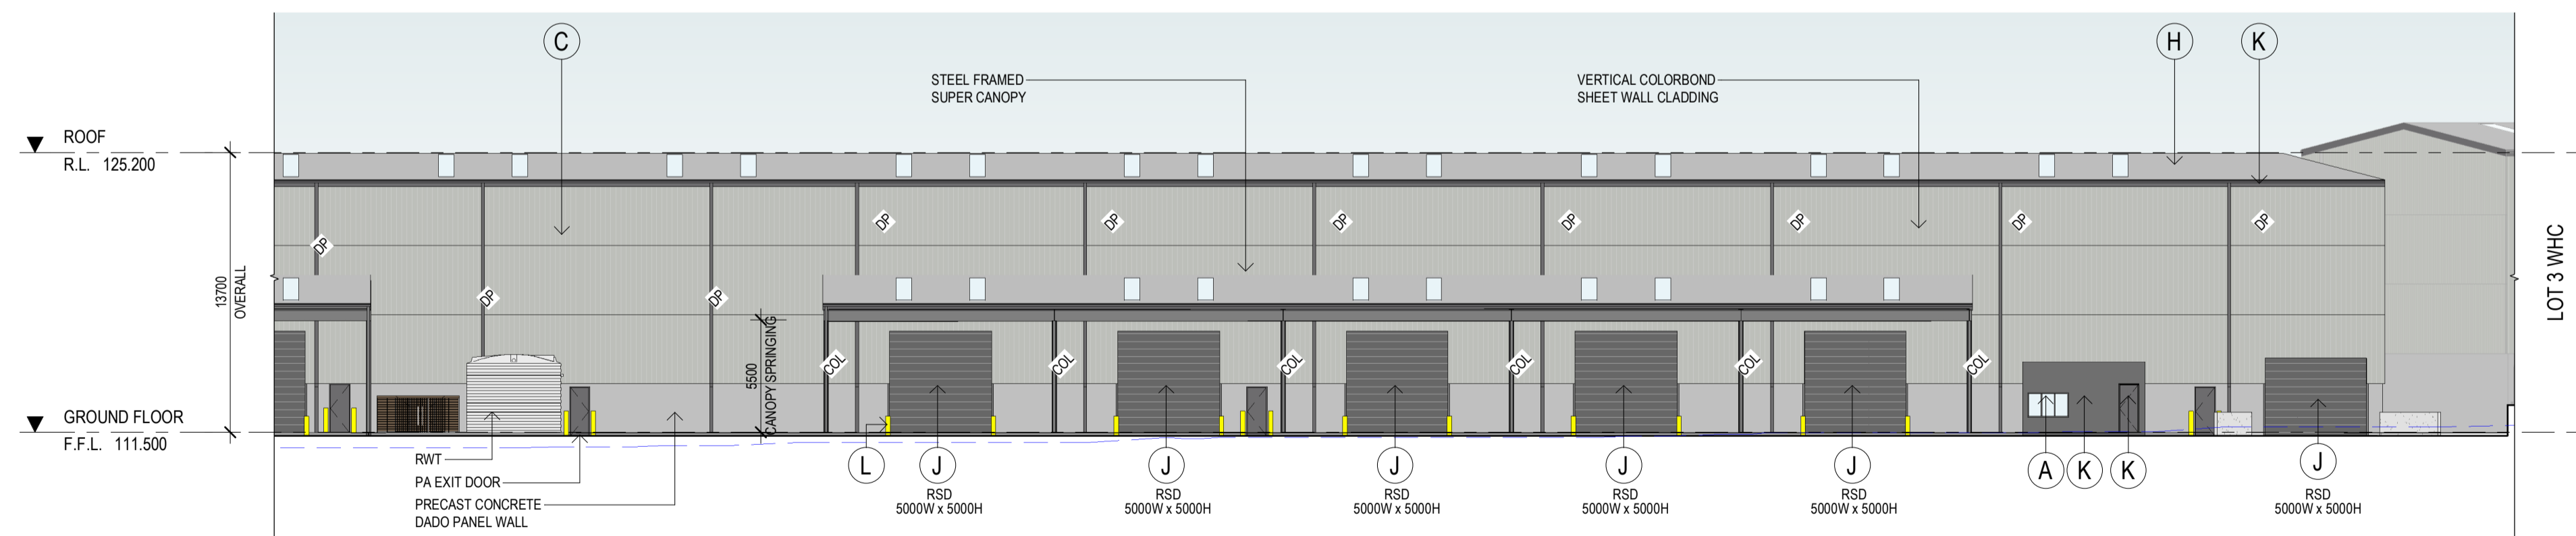 C
H
K
STEEL FRAMED
SUPER CANOPY
VERTICAL COLORBOND
SHEET WALL CLADDING
ROOF
R.L. 125.200
13700
OVERALL
DP
DP
DP
DP
DP
DP
DP
DP
DP
DP
LOT 3 WHC
5500
CANOPY SPRINGING
COL
COL
COL
COL
COL
COL
GROUND FLOOR
F.F.L. 111.500
RWT
PA EXIT DOOR
PRECAST CONCRETE
DADO PANEL WALL
L
J
RSD
5000W x 5000H
J
RSD
5000W x 5000H
J
RSD
5000W x 5000H
J
RSD
5000W x 5000H
J
RSD
5000W x 5000H
A
K
K
J
RSD
5000W x 5000H